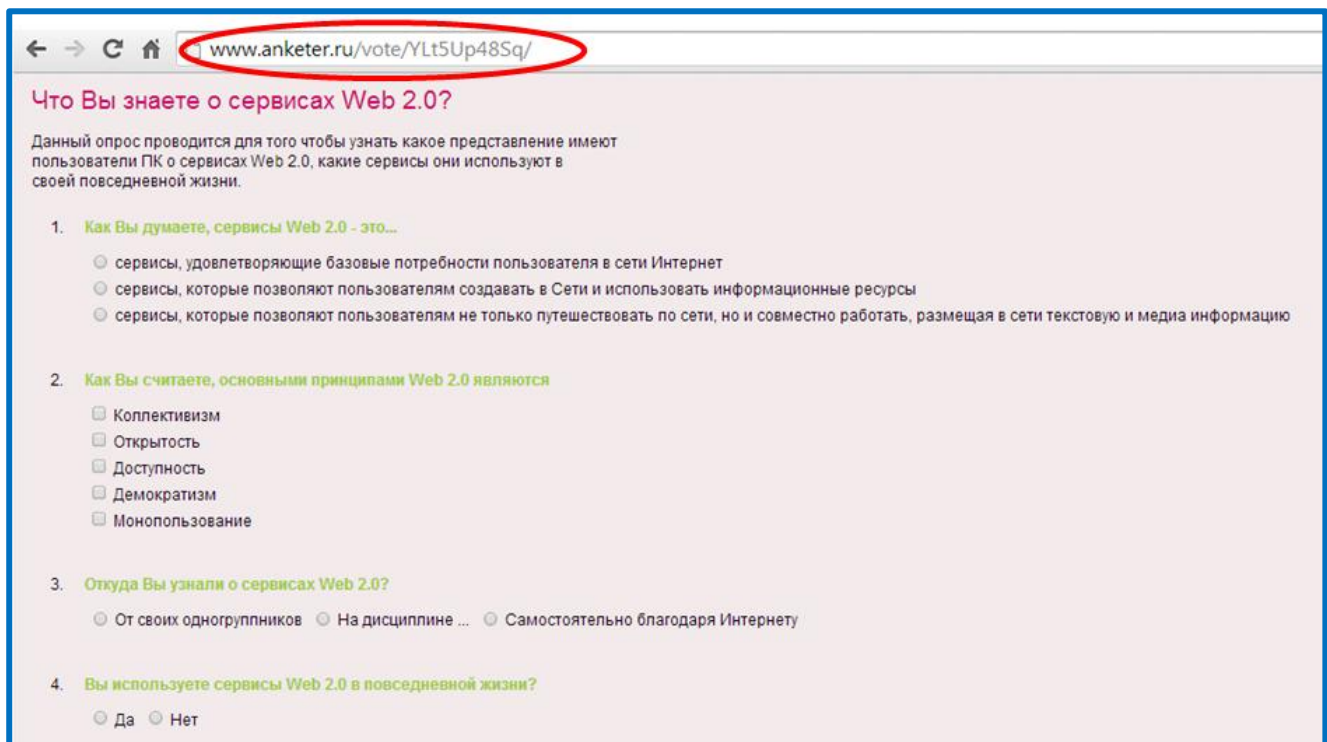 www.anketer.ru/vote/YLt5Up48Sq/
Что Вы знаете о сервисах Web 2.0?
Данный опрос проводится для того чтобы узнать какое представление имеют
пользователи ПК о сервисах Web 2.0, какие сервисы они используют в
своей повседневной жизни.
1. Как Вы думаете, сервисы Web 2.0 - это...
сервисы, удовлетворяющие базовые потребности пользователя в сети Интернет
сервисы, которые позволяют пользователям создавать в Сети и использовать информационные ресурсы
сервисы, которые позволяют пользователям не только путешествовать по сети, но и совместно работать, размещая в сети текстовую и медиа информацию
2. Как Вы считаете, основными принципами Web 2.0 являются
Коллективизм
Открытость
Доступность
Демократизм
Монопользование
3. Откуда Вы узнали о сервисах Web 2.0?
От своих одногруппников На дисциплине ... Самостоятельно благодаря Интернету
4. Вы используете сервисы Web 2.0 в повседневной жизни?
Да Нет